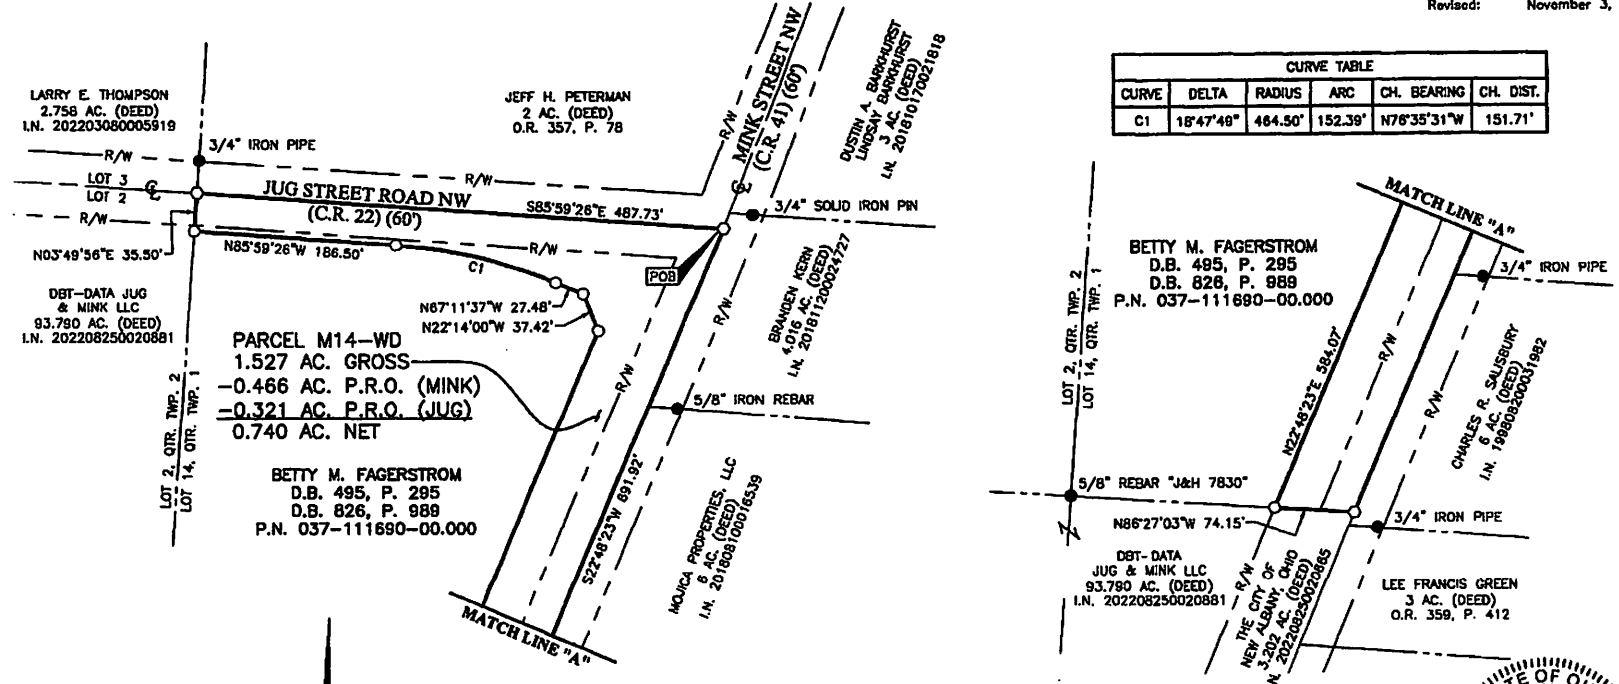 Revised: November 3,
CURVE TABLE
CURVE DELTA RADIUS ARC CH. BEARING CH. DIST.
C1 18°47'49" 464.50' 152.39' N76°35'31"W 151.71'
LARRY E. THOMPSON
2.758 AC. (DEED)
I.N. 202203080005919
3/4" IRON PIPE
JEFF H. PETERMAN
2 AC. (DEED)
O.R. 357, P. 78
R/W
MINK STREET NW
(C.R. 41) (60')
DUSTIN A. BARKHURST
LINDSAY BARKHURST
3 AC. (DEED)
I.N. 201810170021818
R/W
R/W
LOT 3
LOT 2
JUG STREET ROAD NW
(C.R. 22) (60')
S85°59'26"E 487.73'
3/4" SOLID IRON PIN
R/W
R/W
N03°49'56"E 35.50'
N85°59'26"W 186.50'
C1
POB
N67°11'37"W 27.48'
N22°14'00"W 37.42'
DBT-DATA JUG
& MINK LLC
93.790 AC. (DEED)
I.N. 202208250020881
BRANDEN KERN
4.016 AC. (DEED)
I.N. 201811200024727
R/W
R/W
PARCEL M14-WD
1.527 AC. GROSS
-0.466 AC. P.R.O. (MINK)
-0.321 AC. P.R.O. (JUG)
0.740 AC. NET
5/8" IRON REBAR
LOT 2, QTR. TWP. 2
LOT 14, QTR. TWP. 1
BETTY M. FAGERSTROM
D.B. 495, P. 295
D.B. 826, P. 989
P.N. 037-111690-00.000
S22°48'23"W 891.92'
MOJICA PROPERTIES, LLC
6 AC. (DEED)
I.N. 201808100016539
MATCH LINE "A"
MATCH LINE "A"
BETTY M. FAGERSTROM
D.B. 495, P. 295
D.B. 826, P. 989
P.N. 037-111690-00.000
3/4" IRON PIPE
LOT 2, QTR. TWP. 2
LOT 14, QTR. TWP. 1
N22°48'23"E 584.07'
R/W
R/W
CHARLES R. SALISBURY
6 AC. (DEED)
I.N. 199808200031982
5/8" REBAR "J&H 7830"
N86°27'03"W 74.15'
3/4" IRON PIPE
DBT-DATA
JUG & MINK LLC
93.790 AC. (DEED)
I.N. 202208250020881
R/W
THE CITY OF
NEW ALBANY, OHIO
3.202 AC. (DEED)
N. 202208250020865
LEE FRANCIS GREEN
3 AC. (DEED)
O.R. 359, P. 412
TE OF O